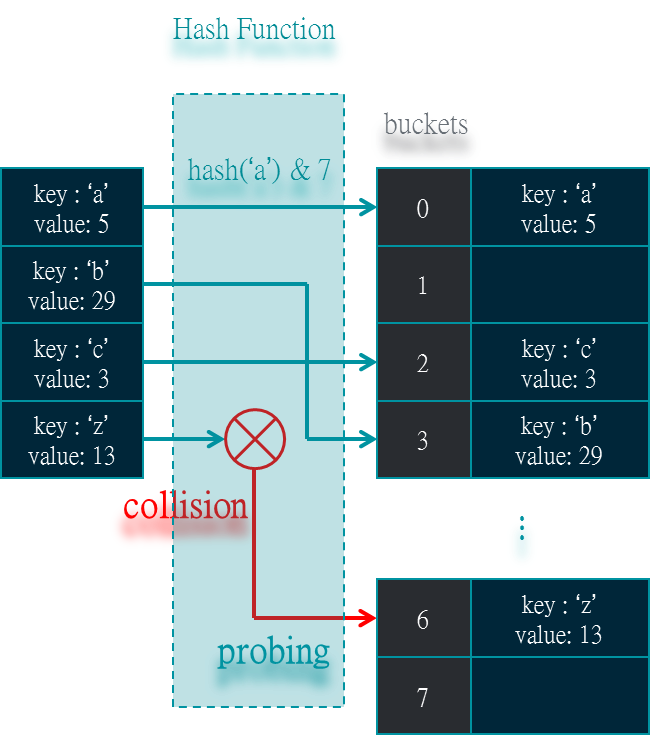 Hash Function
buckets
hash(‘a’) & 7
key : ‘a’
value: 5
key : ‘b’
value: 29
key : ‘c’
value: 3
key : ‘z’
value: 13
collision
probing
0
key : ‘a’
value: 5
1
2
key : ‘c’
value: 3
3
key : ‘b’
value: 29
⋮
6
key : ‘z’
value: 13
7